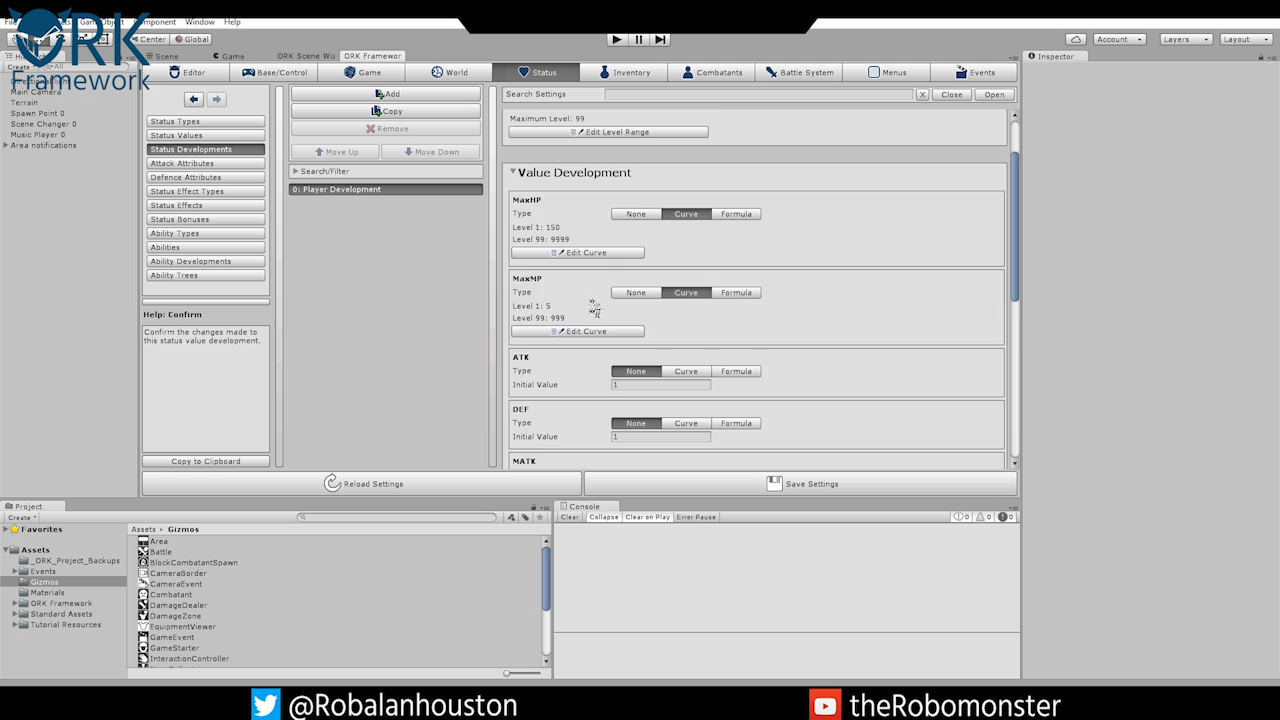 Component Window Help
ORK
Framework
Center Global
Account Layers Layout
Scene Game ORK Scene Wiz ORK Framewor
Inspector
Create All
Main Camera
Terrain
Spawn Point 0
Scene Changer 0
Music Player 0
Area notifications
Editor Base/Control Game World Status Inventory Combatants Battle System Menus Events
Status Types
Status Values
Status Developments
Attack Attributes
Defence Attributes
Status Effect Types
Status Effects
Status Bonuses
Ability Types
Abilities
Ability Developments
Ability Trees
Help: Confirm
Confirm the changes made to
this status value development.
Copy to Clipboard
Add
Copy
Remove
Move Up Move Down
Search/Filter
0: Player Development
Search Settings X Close Open
Maximum Level: 99
Edit Level Range
Value Development
MaxHP
Type None Curve Formula
Level 1: 150
Level 99: 9999
Edit Curve
MaxMP
Type None Curve Formula
Level 1: 5
Level 99: 999
Edit Curve
ATK
Type None Curve Formula
Initial Value 1
DEF
Type None Curve Formula
Initial Value 1
MATK
Reload Settings Save Settings
Project
Create
Favorites
Assets
_ORK_Project_Backups
Events
Gizmos
Materials
ORK Framework
Standard Assets
Tutorial Resources
Assets Gizmos
Area
Battle
BlockCombatantSpawn
CameraBorder
CameraEvent
Combatant
DamageDealer
DamageZone
EquipmentViewer
GameEvent
GameStarter
InteractionController
Console
Clear Collapse Clear on Play Error Pause 0 0 0
@Robalanhouston
theRobomonster